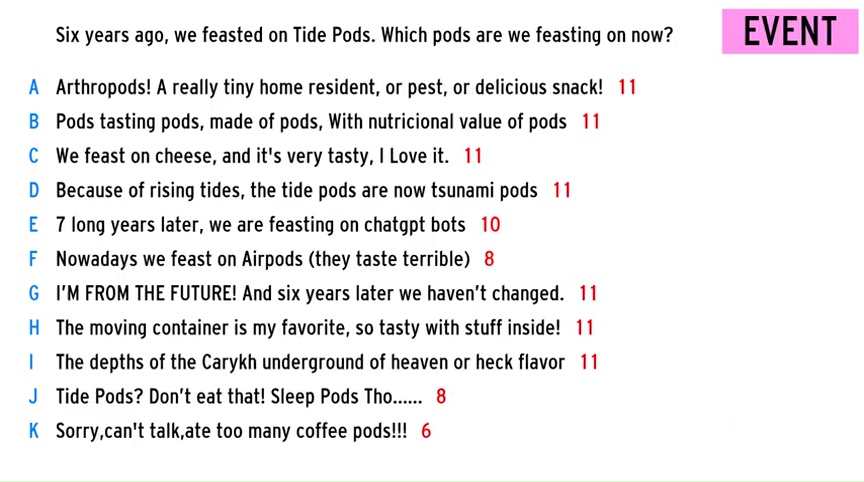 Six years ago, we feasted on Tide Pods. Which pods are we feasting on now?
EVENT
A Arthropods! A really tiny home resident, or pest, or delicious snack! 11
B Pods tasting pods, made of pods, With nutricional value of pods 11
C We feast on cheese, and it's very tasty, I Love it. 11
D Because of rising tides, the tide pods are now tsunami pods 11
E 7 long years later, we are feasting on chatgpt bots 10
F Nowadays we feast on Airpods (they taste terrible) 8
G I’M FROM THE FUTURE! And six years later we haven’t changed. 11
H The moving container is my favorite, so tasty with stuff inside! 11
I The depths of the Carykh underground of heaven or heck flavor 11
J Tide Pods? Don’t eat that! Sleep Pods Tho...... 8
K Sorry,can't talk,ate too many coffee pods!!! 6